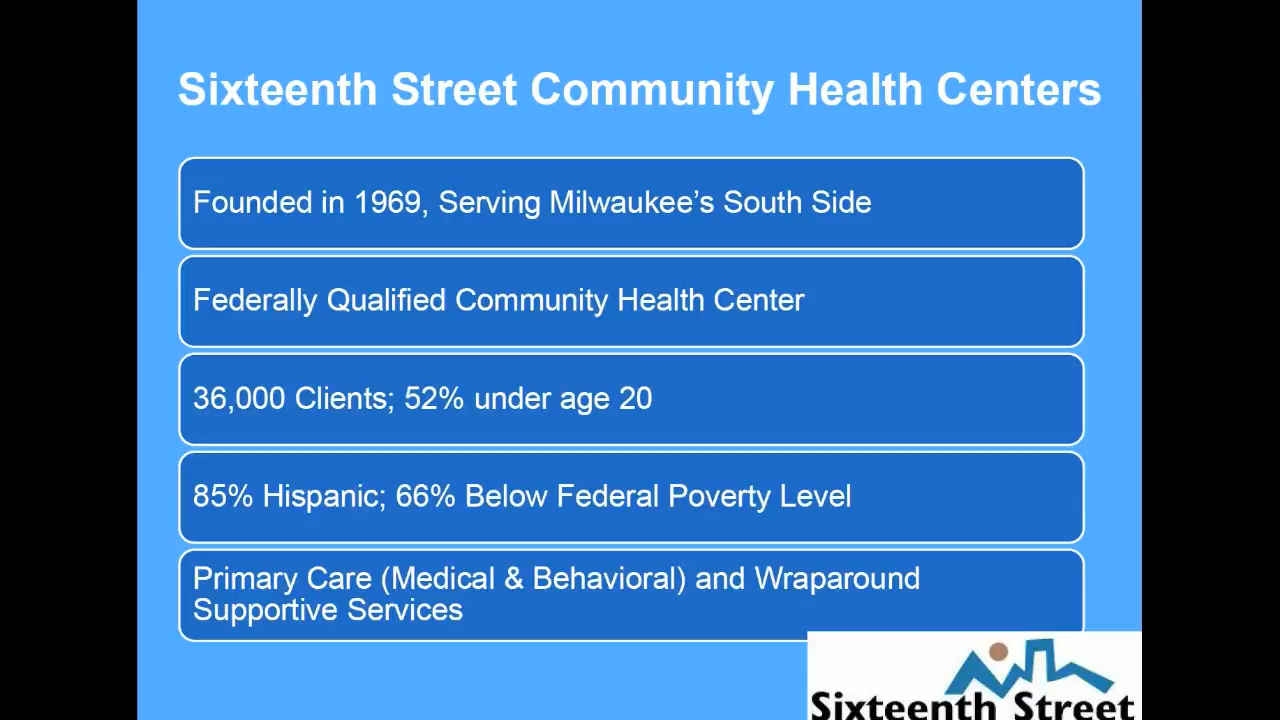 Sixteenth Street Community Health Centers
Founded in 1969, Serving Milwaukee’s South Side
Federally Qualified Community Health Center
36,000 Clients; 52% under age 20
85% Hispanic; 66% Below Federal Poverty Level
Primary Care (Medical & Behavioral) and Wraparound
Supportive Services
Sixteenth Street